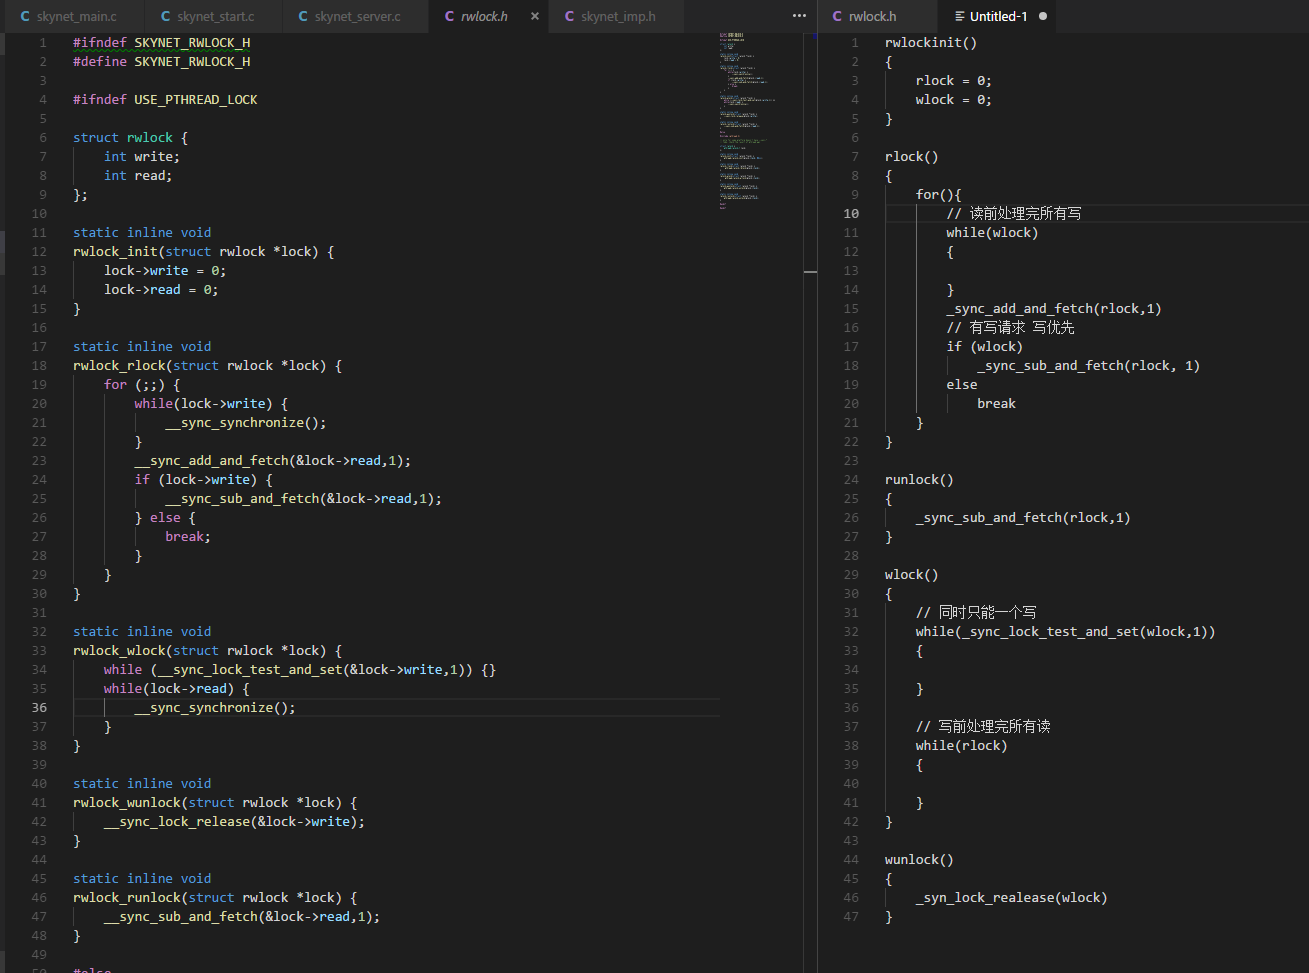 skynet_main.c
skynet_start.c
skynet_server.c
rwlock.h
skynet_imp.h
1 #ifndef SKYNET_RWLOCK_H
2 #define SKYNET_RWLOCK_H
3
4 #ifndef USE_PTHREAD_LOCK
5
6 struct rwlock {
7 int write;
8 int read;
9 };
10
11 static inline void
12 rwlock_init(struct rwlock *lock) {
13 lock->write = 0;
14 lock->read = 0;
15 }
16
17 static inline void
18 rwlock_rlock(struct rwlock *lock) {
19 for (;;) {
20 while(lock->write) {
21 __sync_synchronize();
22 }
23 __sync_add_and_fetch(&lock->read,1);
24 if (lock->write) {
25 __sync_sub_and_fetch(&lock->read,1);
26 } else {
27 break;
28 }
29 }
30 }
31
32 static inline void
33 rwlock_wlock(struct rwlock *lock) {
34 while (__sync_lock_test_and_set(&lock->write,1)) {}
35 while(lock->read) {
36 __sync_synchronize();
37 }
38 }
39
40 static inline void
41 rwlock_wunlock(struct rwlock *lock) {
42 __sync_lock_release(&lock->write);
43 }
44
45 static inline void
46 rwlock_runlock(struct rwlock *lock) {
47 __sync_sub_and_fetch(&lock->read,1);
48 }
49
50 #else
rwlock.h
Untitled-1
1 rwlockinit()
2 {
3 rlock = 0;
4 wlock = 0;
5 }
6
7 rlock()
8 {
9 for(){
10 // 读前处理完所有写
11 while(wlock)
12 {
13
14 }
15 _sync_add_and_fetch(rlock,1)
16 // 有写请求 写优先
17 if (wlock)
18 _sync_sub_and_fetch(rlock, 1)
19 else
20 break
21 }
22 }
23
24 runlock()
25 {
26 _sync_sub_and_fetch(rlock,1)
27 }
28
29 wlock()
30 {
31 // 同时只能一个写
32 while(_sync_lock_test_and_set(wlock,1))
33 {
34
35 }
36
37 // 写前处理完所有读
38 while(rlock)
39 {
40
41 }
42 }
43
44 wunlock()
45 {
46 _syn_lock_realease(wlock)
47 }